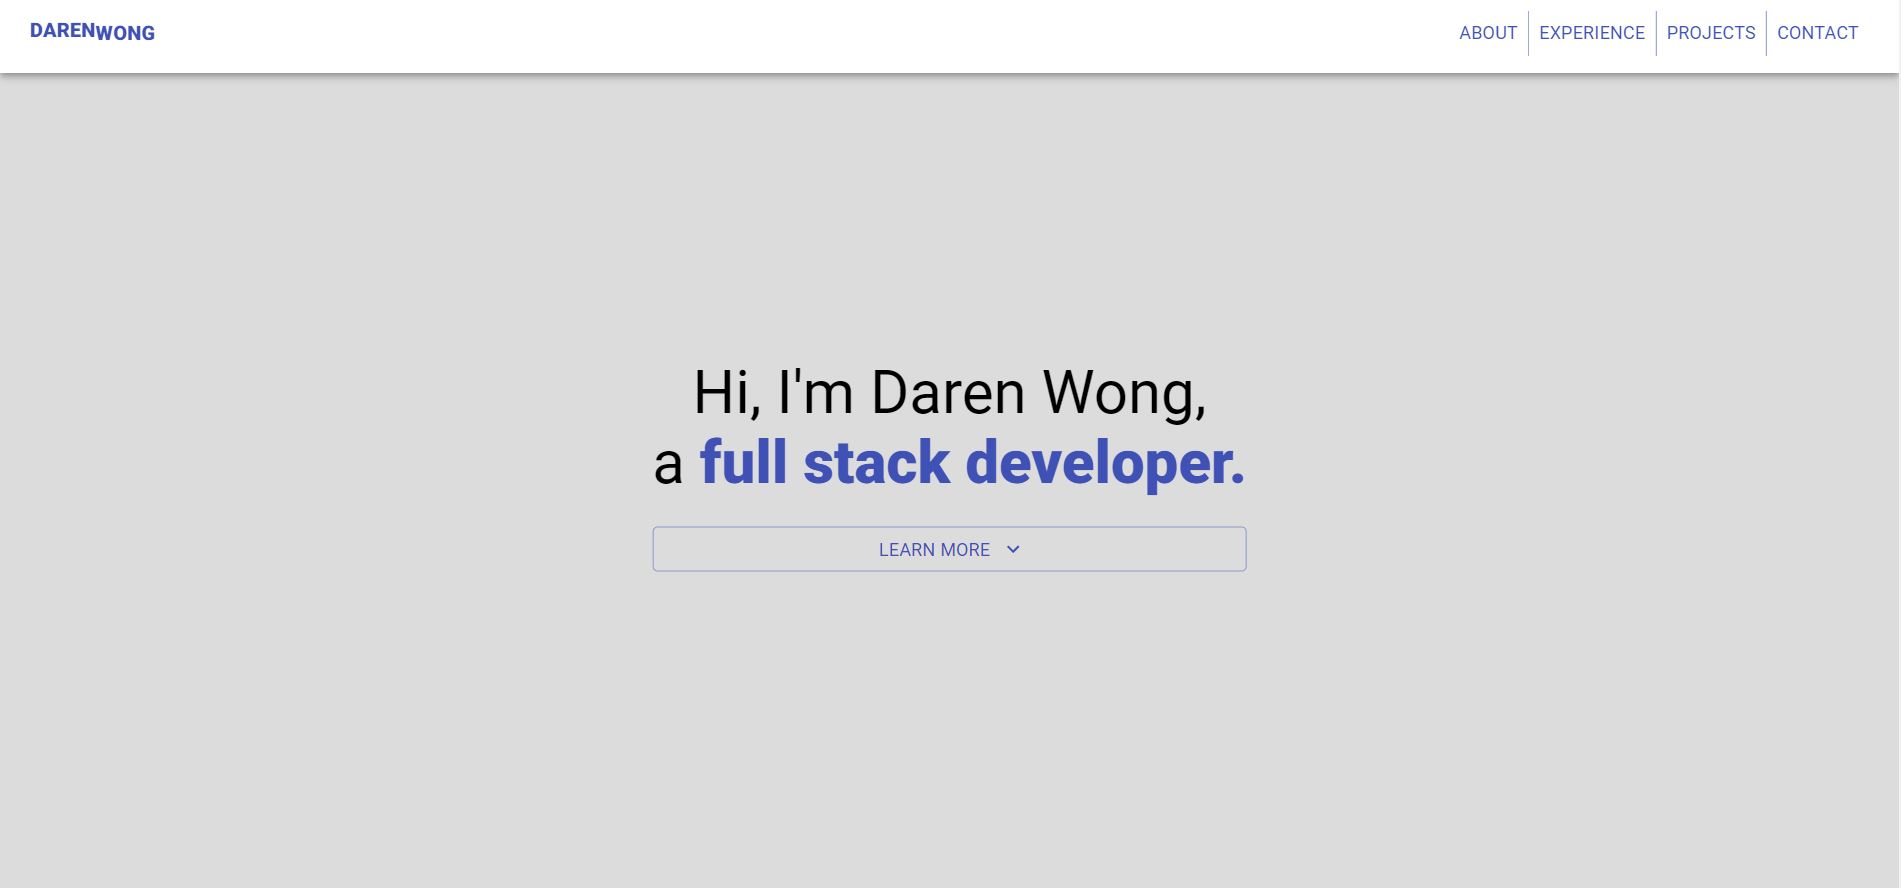 DARENWONG
ABOUT
EXPERIENCE
PROJECTS
CONTACT
Hi, I'm Daren Wong,
a full stack developer.
LEARN MORE